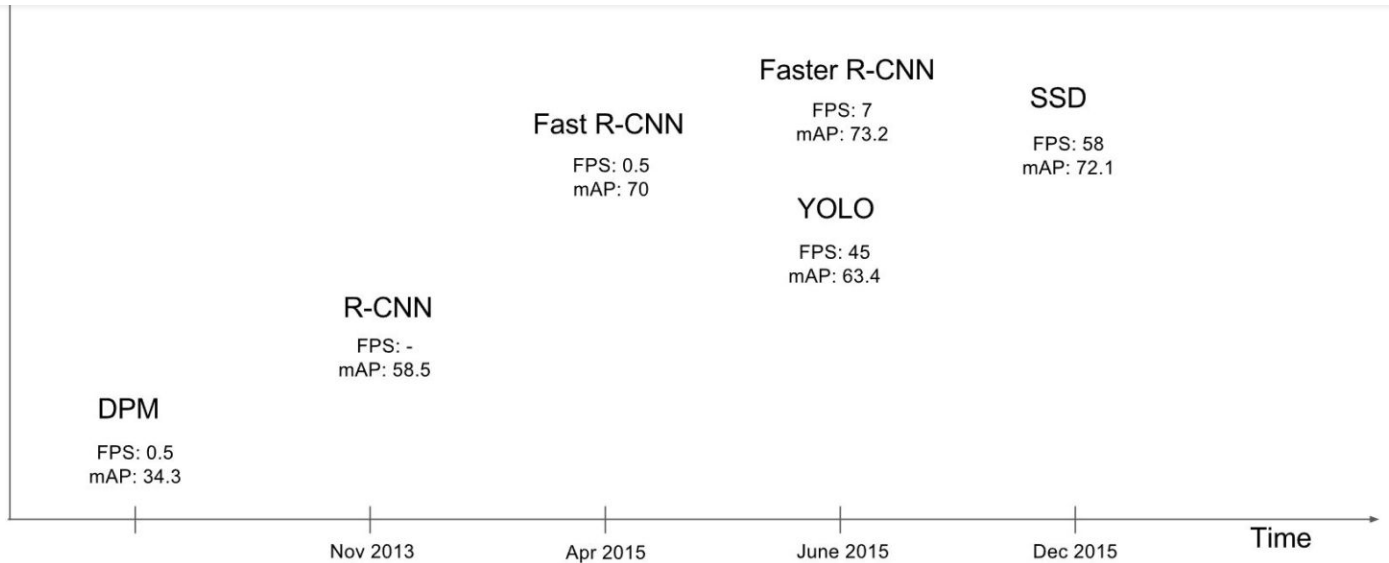 Faster R-CNN
FPS: 7
mAP: 73.2
SSD
FPS: 58
mAP: 72.1
Fast R-CNN
FPS: 0.5
mAP: 70
YOLO
FPS: 45
mAP: 63.4
R-CNN
FPS: -
mAP: 58.5
DPM
FPS: 0.5
mAP: 34.3
Nov 2013
Apr 2015
June 2015
Dec 2015
Time